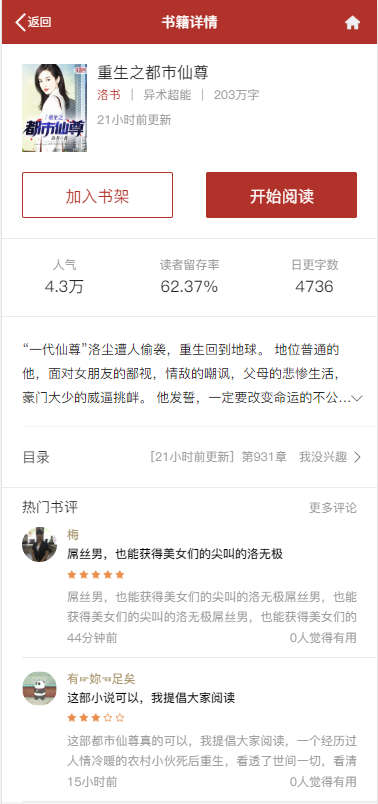 返回
书籍详情
重生之都市仙尊
洛书 | 异术超能 | 203万字
21小时前更新
重生之
都市仙尊
加入书架
开始阅读
人气
读者留存率
日更字数
4.3万
62.37%
4736
“一代仙尊”洛尘遭人偷袭，重生回到地球。 地位普通的
他，面对女朋友的鄙视，情敌的嘲讽，父母的悲惨生活，
豪门大少的威逼挑衅。 他发誓，一定要改变命运的不公...
目录
[21小时前更新] 第931章 我没兴趣
热门书评
更多评论
梅
屌丝男，也能获得美女们的尖叫的洛无极
屌丝男，也能获得美女们的尖叫的洛无极屌丝男，也能
获得美女们的尖叫的洛无极屌丝男，也能获得美女们的
44分钟前
0人觉得有用
有☞妳☜足矣
这部小说可以，我提倡大家阅读
这部都市仙尊真的可以，我提倡大家阅读，一个经历过
人情冷暖的农村小伙死后重生，看透了世间一切，看清
15小时前
0人觉得有用